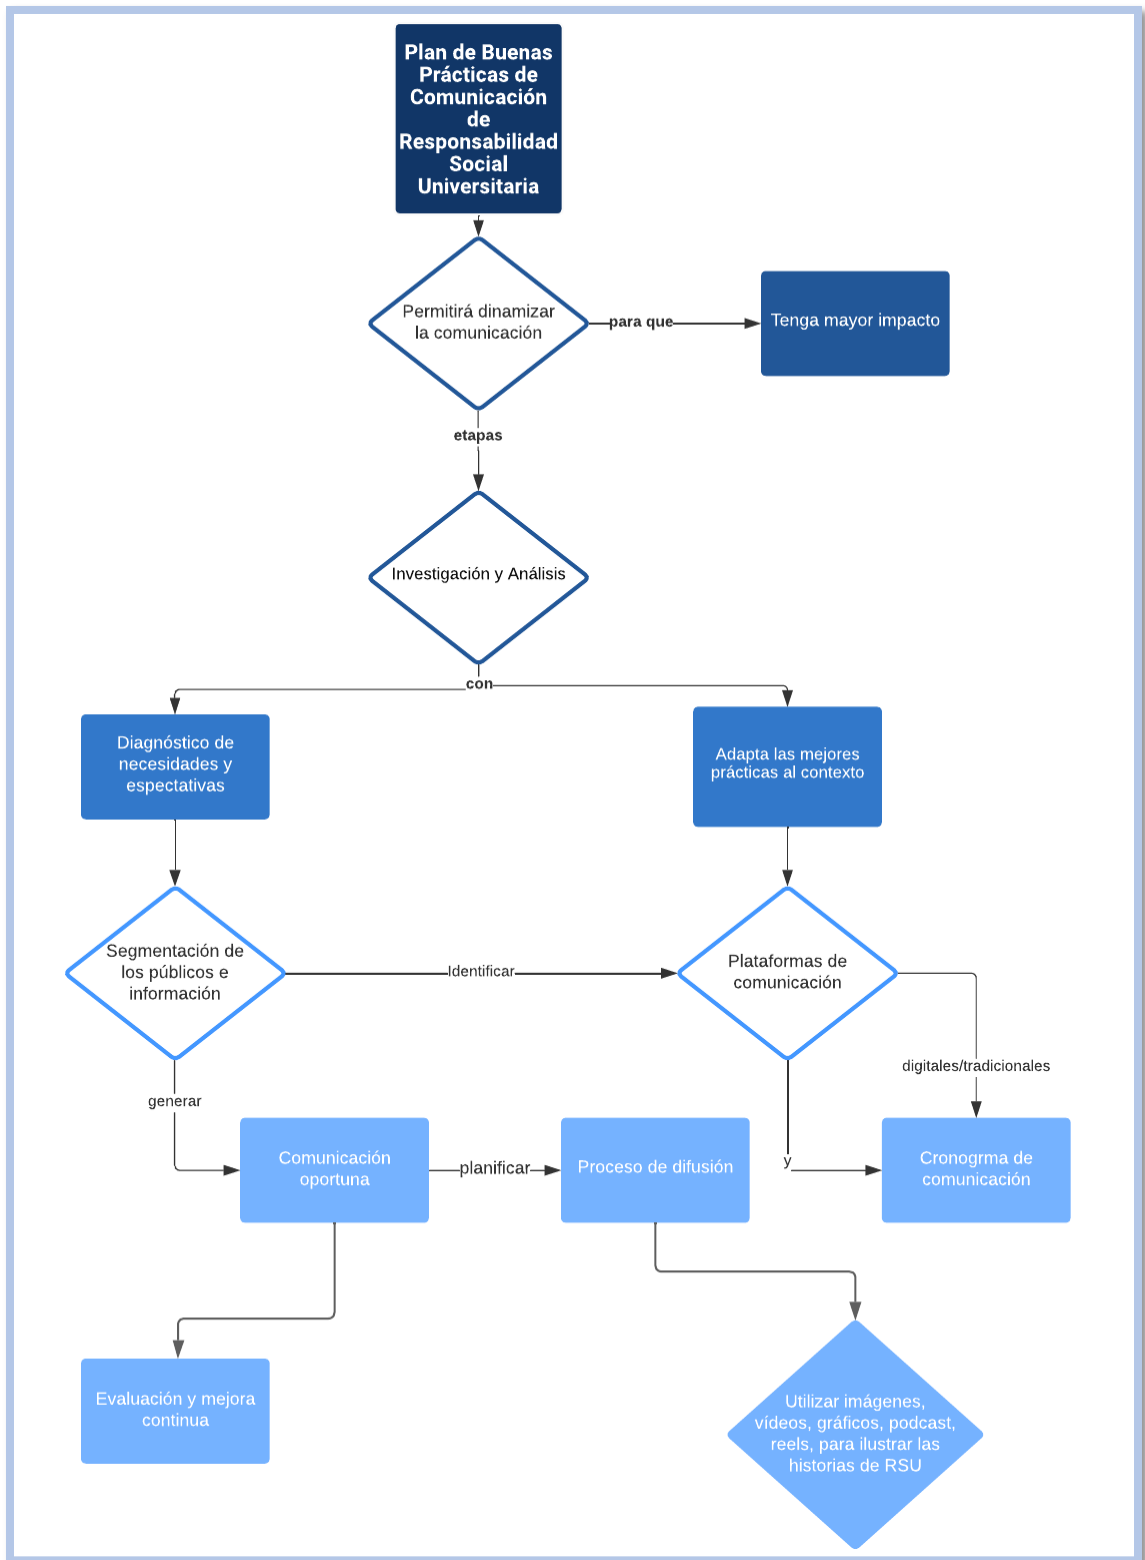 Plan de Buenas
Prácticas de
Comunicación
de
Responsabilidad
Social
Universitaria
Permitirá dinamizar
la comunicación
para que
Tenga mayor impacto
etapas
Investigación y Análisis
con
Diagnóstico de
necesidades y
espectativas
Adapta las mejores
prácticas al contexto
Segmentación de
los públicos e
información
Identificar
Plataformas de
comunicación
digitales/tradicionales
generar
Comunicación
oportuna
planificar
Proceso de difusión
y
Cronogrma de
comunicación
Evaluación y mejora
continua
Utilizar imágenes,
vídeos, gráficos, podcast,
reels, para ilustrar las
historias de RSU